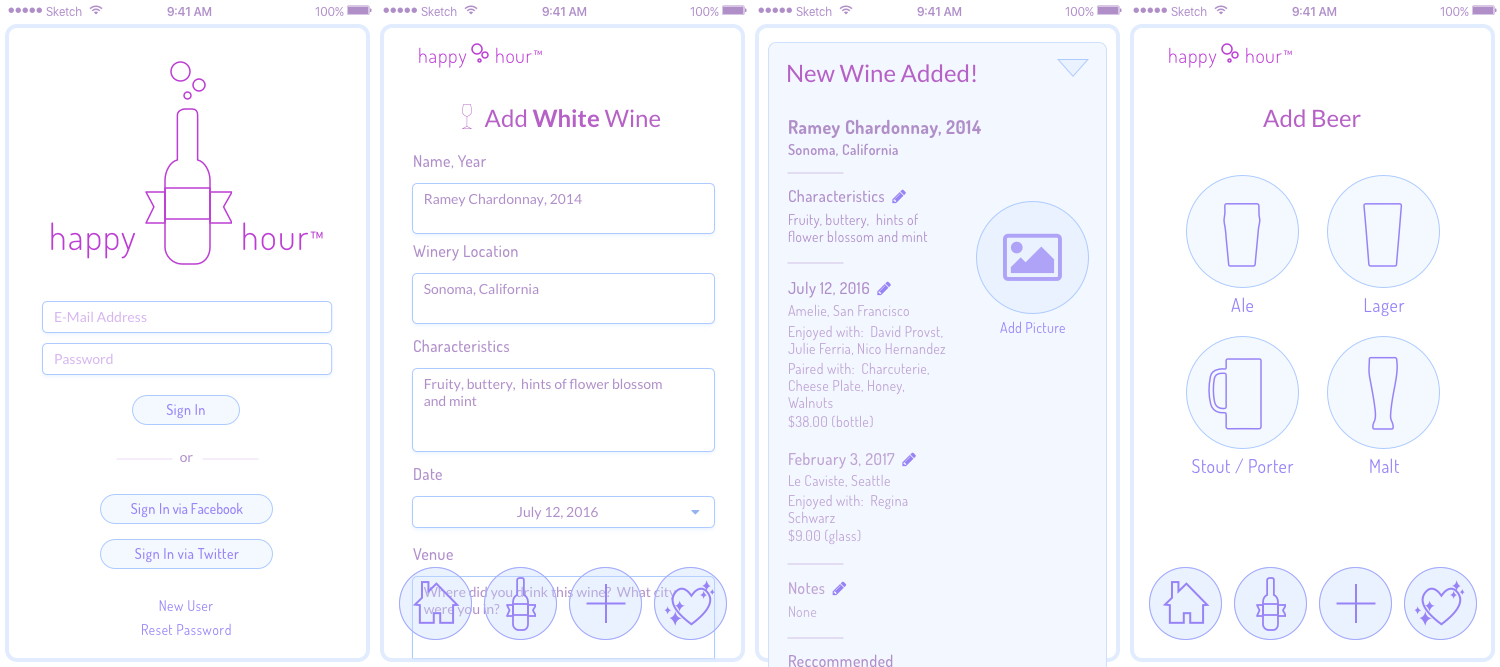 Sketch 9:41 AM 100%
happy hour™
E-Mail Address
Password
Sign In
or
Sign In via Facebook
Sign In via Twitter
New User
Reset Password
Sketch 9:41 AM 100%
happy hour™
Add White Wine
Name, Year
Ramey Chardonnay, 2014
Winery Location
Sonoma, California
Characteristics
Fruity, buttery, hints of flower blossom
and mint
Date
July 12, 2016
Venue
Where did you drink this wine? What city
were you in?
Sketch 9:41 AM 100%
New Wine Added!
Ramey Chardonnay, 2014
Sonoma, California
Characteristics
Fruity, buttery, hints of
flower blossom and mint
Add Picture
July 12, 2016
Amelie, San Francisco
Enjoyed with: David Provst,
Julie Ferria, Nico Hernandez
Paired with: Charcuterie,
Cheese Plate, Honey,
Walnuts
$38.00 (bottle)
February 3, 2017
Le Caviste, Seattle
Enjoyed with: Regina
Schwarz
$9.00 (glass)
Notes
None
Reccommended
Sketch 9:41 AM 100%
happy hour™
Add Beer
Ale
Lager
Stout / Porter
Malt